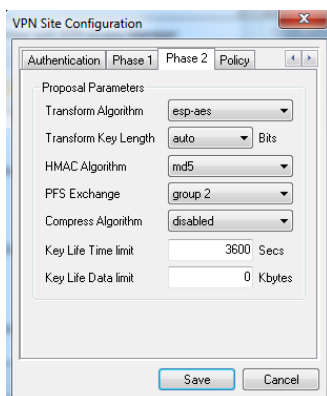 VPN Site Configuration
Authentication Phase 1 Phase 2 Policy
Proposal Parameters
Transform Algorithm esp-aes
Transform Key Length auto Bits
HMAC Algorithm md5
PFS Exchange group 2
Compress Algorithm disabled
Key Life Time limit 3600 Secs
Key Life Data limit 0 Kbytes
Save Cancel